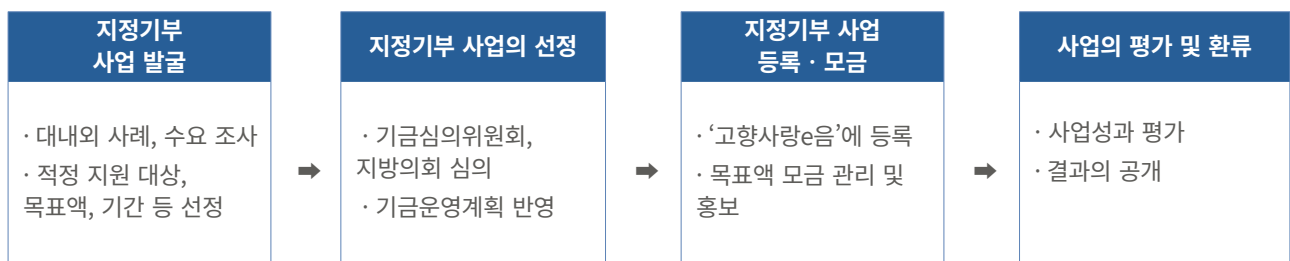 지정기부
사업 발굴
· 대내외 사례, 수요 조사
· 적정 지원 대상,
목표액, 기간 등 선정
➡
지정기부 사업의 선정
· 기금심의위원회,
지방의회 심의
· 기금운영계획 반영
➡
지정기부 사업
등록 · 모금
· ‘고향사랑e음’에 등록
· 목표액 모금 관리 및
홍보
➡
사업의 평가 및 환류
· 사업성과 평가
· 결과의 공개